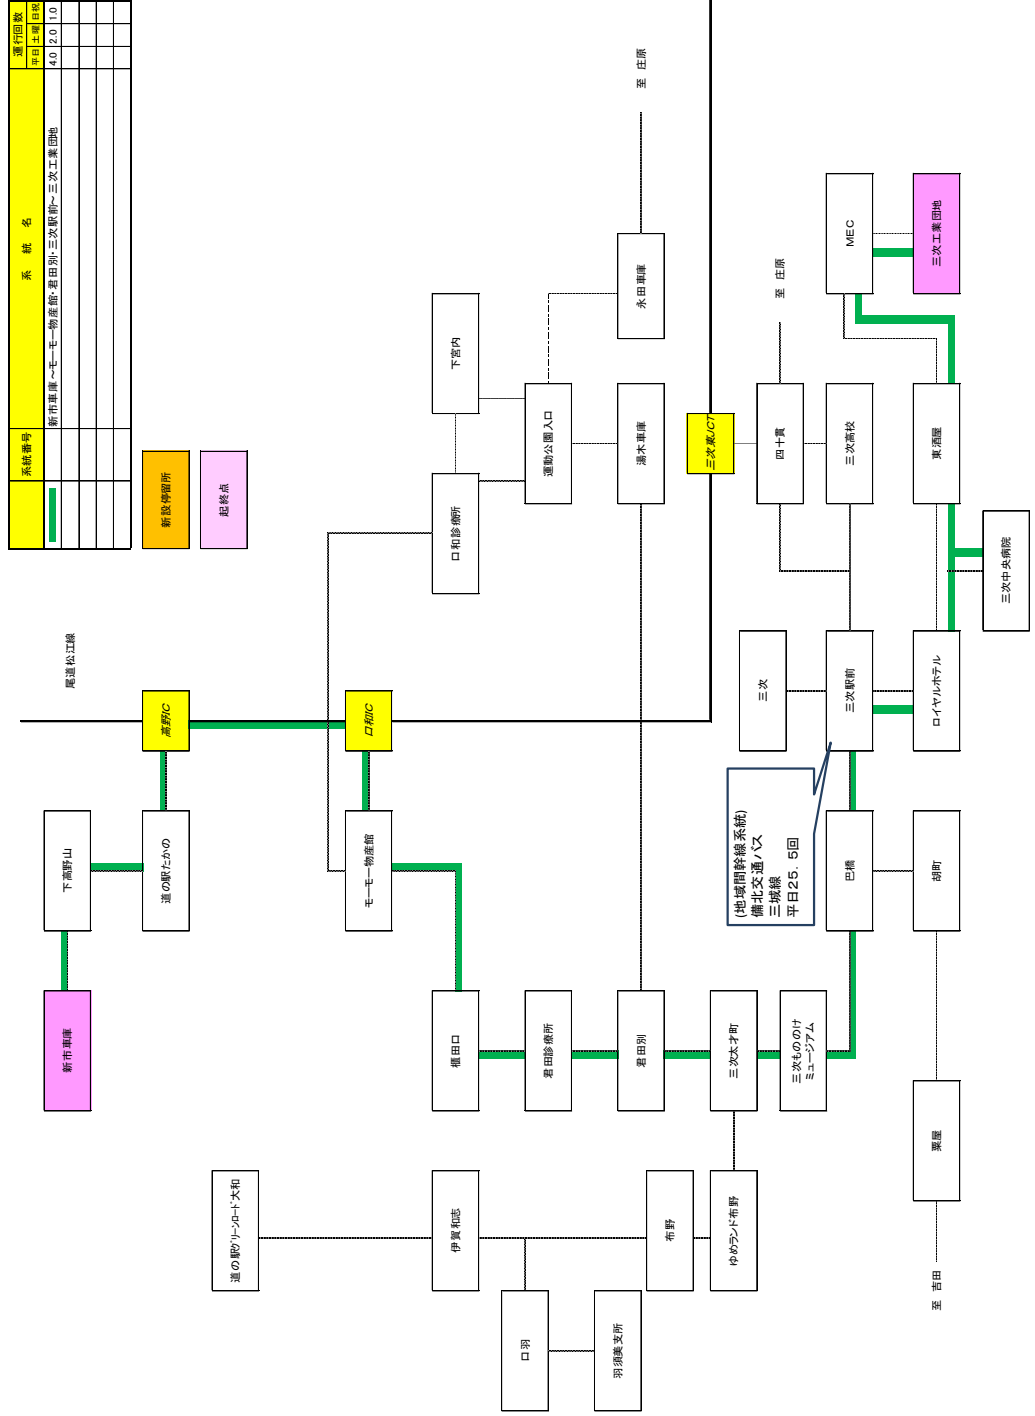 系統番号
系 統 名
運行回数
平日 土曜 日祝
新市車庫～モーモー物産館・君田別・三次駅前～三次工業団地
4.0 2.0 1.0
新設停留所
起終点
尾道松江線
新市車庫
下高野山
道の駅たかの
高野IC
口和IC
モーモー物産館
口和診療所
下宮内
運動公園入口
湯木車庫
永田車庫
至 庄原
櫃田口
君田診療所
君田別
三次太才町
三次もののけ
ミュージアム
道の駅グリーンロード大和
伊賀和志
口羽
羽須美支所
布野
ゆめランド布野
三次東JCT
四十貫
至 庄原
三次高校
MEC
三次工業団地
東酒屋
三次中央病院
三次
三次駅前
ロイヤルホテル
(地域間幹線系統)
備北交通バス
三城線
平日25．5回
巴橋
胡町
粟屋
至 吉田